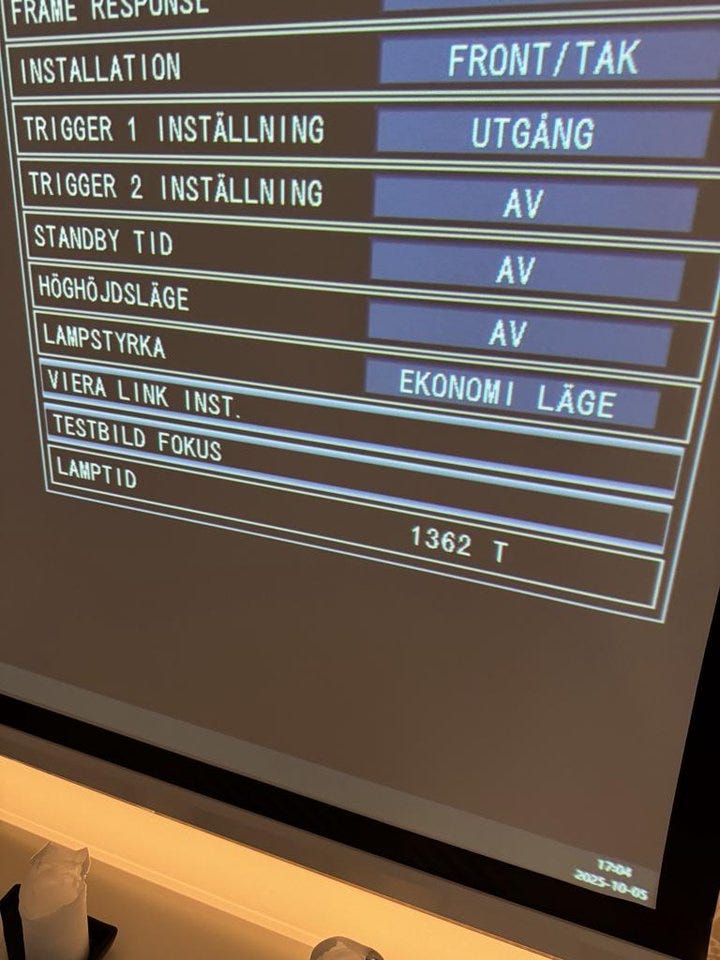 FRAME RESPONSE
INSTALLATION FRONT/TAK
TRIGGER 1 INSTÄLLNING UTGÅNG
TRIGGER 2 INSTÄLLNING AV
STANDBY TID AV
HÖGHÖJDSLÄGE AV
LAMPSTYRKA EKONOMI LÄGE
VIERA LINK INST.
TESTBILD FOKUS
LAMPTID 1362 T
17:04
2025-10-05